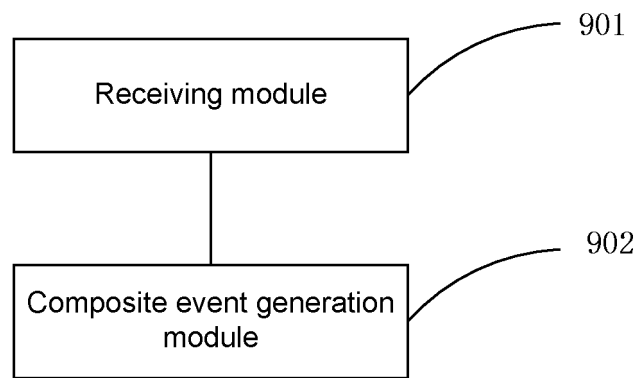 901
Receiving module
902
Composite event generation
module